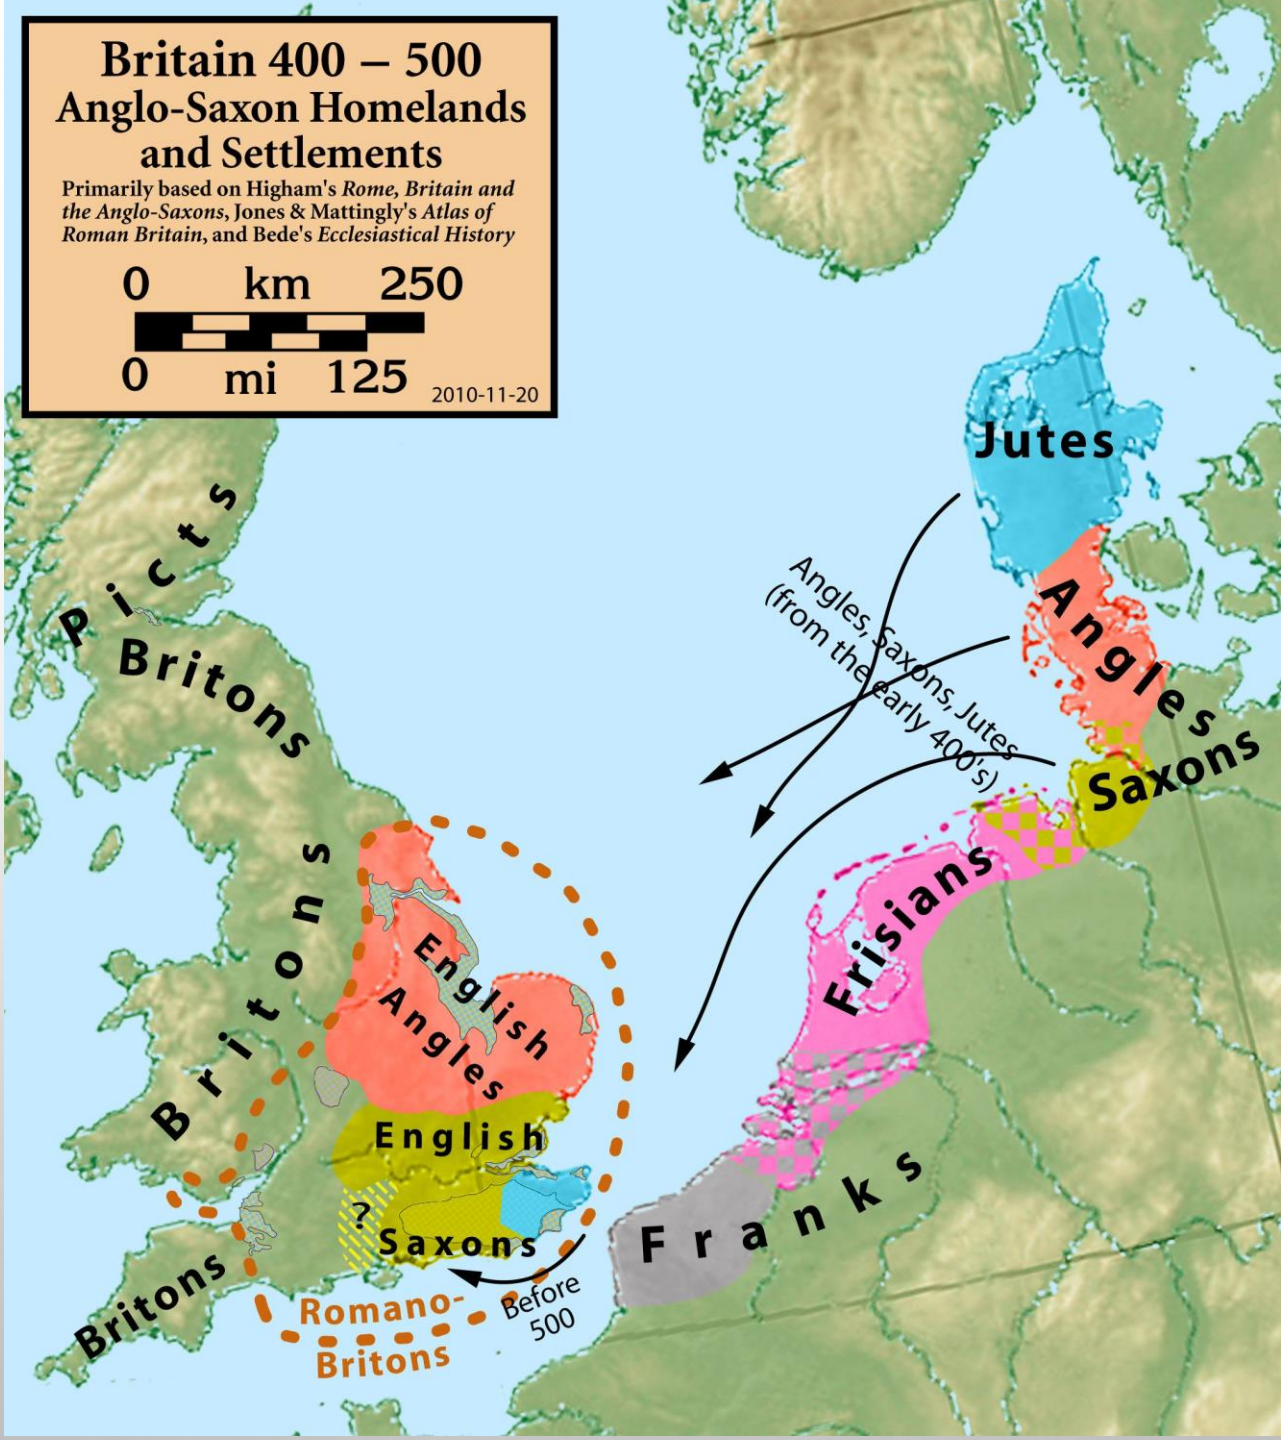 Britain 400 – 500
Anglo-Saxon Homelands
and Settlements
Primarily based on Higham's Rome, Britain and
the Anglo-Saxons, Jones & Mattingly's Atlas of
Roman Britain, and Bede's Ecclesiastical History
0 km 250
0 mi 125
2010-11-20
Jutes
Picts
Angles, Saxons, Jutes
(from the early 400's)
Angles
Britons
Saxons
Britons
Frisians
English
Angles
English
Franks
?
Saxons
Britons
Before
500
Romano-
Britons